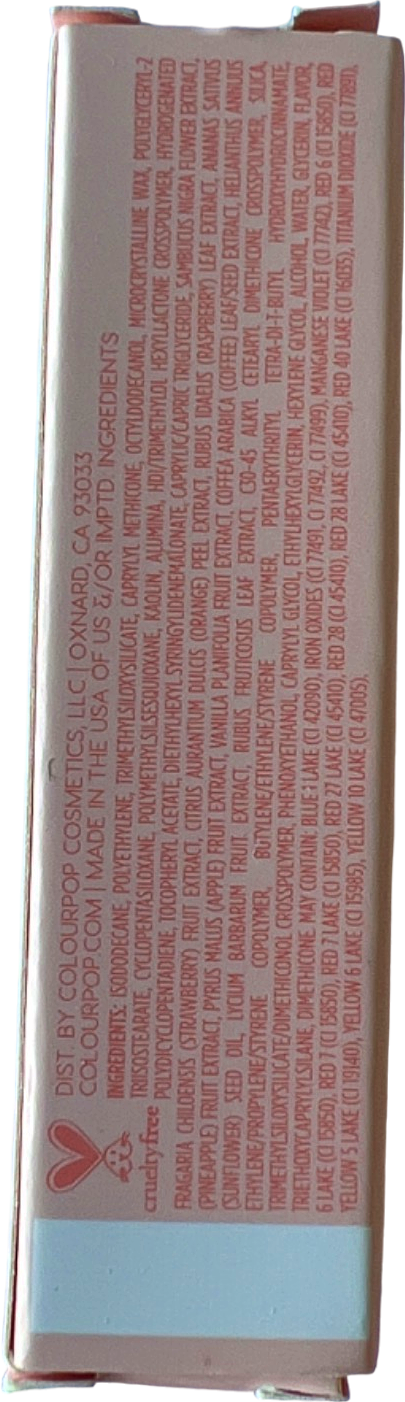 DIST. BY COLOURPOP COSMETICS, LLC | OXNARD, CA 93033
COLOURPOP.COM | MADE IN THE USA OF US &/OR IMPTD. INGREDIENTS
INGREDIENTS: ISODODECANE, POLYETHYLENE, TRIMETHYLSILOXYSILICATE, CAPRYLYL METHICONE, OCTYLDODECANOL, MICROCRYSTALLINE WAX, POLYGLYCERYL-2
TRIISOSTEARATE, CYCLOPENTASILOXANE, POLYMETHYLSILSESQUIOXANE, KAOLIN, ALUMINA, HDI/TRIMETHYLOL HEXYLLACTONE CROSSPOLYMER, HYDROGENATED
POLYDICYCLOPENTADIENE, TOCOPHERYL ACETATE, DIETHYLHEXYL SYRINGYLIDENEMALONATE, CAPRYLIC/CAPRIC TRIGLYCERIDE, SAMBUCUS NIGRA FLOWER EXTRACT,
cruelty free
FRAGARIA CHILOENSIS (STRAWBERRY) FRUIT EXTRACT, CITRUS AURANTIUM DULCIS (ORANGE) PEEL EXTRACT, RUBUS IDAEUS (RASPBERRY) LEAF EXTRACT, ANANAS SATIVUS
(PINEAPPLE) FRUIT EXTRACT, PYRUS MALUS (APPLE) FRUIT EXTRACT, VANILLA PLANIFOLIA FRUIT EXTRACT, COFFEA ARABICA (COFFEE) LEAF/SEED EXTRACT, HELIANTHUS ANNUUS
(SUNFLOWER) SEED OIL, LYCIUM BARBARUM FRUIT EXTRACT, RUBUS FRUTICOSUS LEAF EXTRACT, C30-45 ALKYL CETEARYL DIMETHICONE CROSSPOLYMER, SILICA,
ETHYLENE/PROPYLENE/STYRENE COPOLYMER, BUTYLENE/ETHYLENE/STYRENE COPOLYMER, PENTAERYTHRITYL TETRA-DI-T-BUTYL HYDROXYHYDROCINNAMATE,
TRIMETHYLSILOXYSILICATE/DIMETHICONOL CROSSPOLYMER, PHENOXYETHANOL, CAPRYLYL GLYCOL, ETHYLHEXYLGLYCERIN, HEXYLENE GLYCOL, ALCOHOL, WATER, GLYCERIN, FLAVOR,
TRIETHOXYCAPRYLYLSILANE, DIMETHICONE. MAY CONTAIN: BLUE 1 LAKE (CI 42090), IRON OXIDES (CI 77491, CI 77492, CI 77499), MANGANESE VIOLET (CI 77742), RED 6 (CI 15850), RED
6 LAKE (CI 15850), RED 7 (CI 15850), RED 7 LAKE (CI 15850), RED 27 LAKE (CI 45410), RED 28 (CI 45410), RED 28 LAKE (CI 45410), RED 40 LAKE (CI 16035), TITANIUM DIOXIDE (CI 77891),
YELLOW 5 LAKE (CI 19140), YELLOW 6 LAKE (CI 15985), YELLOW 10 LAKE (CI 47005).